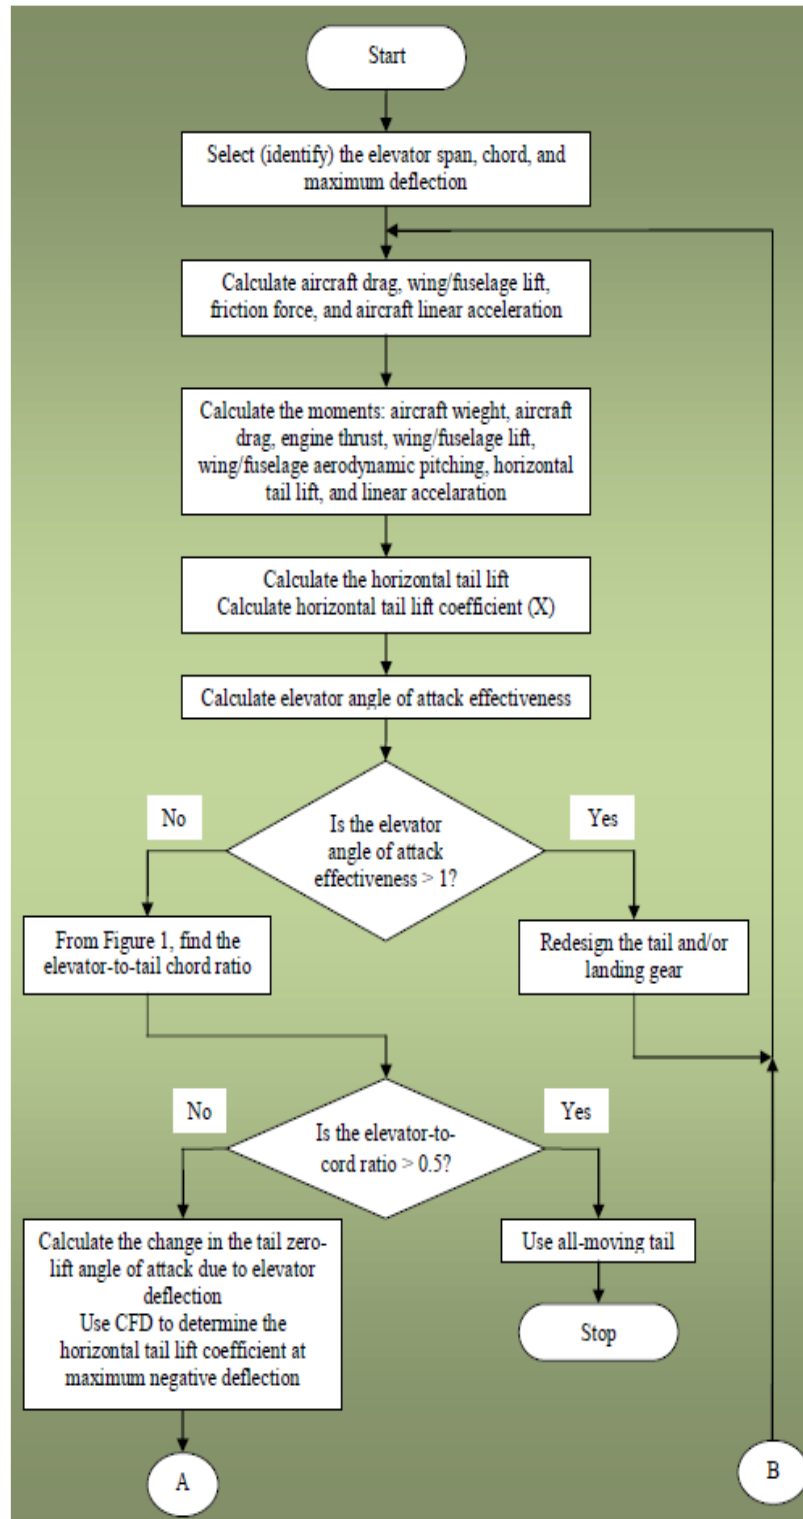 Start
Select (identify) the elevator span, chord, and
maximum deflection
Calculate aircraft drag, wing/fuselage lift,
friction force, and aircraft linear acceleration
Calculate the moments: aircraft wieght, aircraft
drag, engine thrust, wing/fuselage lift,
wing/fuselage aerodynamic pitching, horizontal
tail lift, and linear accelaration
Calculate the horizontal tail lift
Calculate horizontal tail lift coefficient (X)
Calculate elevator angle of attack effectiveness
No
Is the elevator
angle of attack
effectiveness > 1?
Yes
From Figure 1, find the
elevator-to-tail chord ratio
Redesign the tail and/or
landing gear
No
Is the elevator-to-
cord ratio > 0.5?
Yes
Calculate the change in the tail zero-
lift angle of attack due to elevator
deflection
Use CFD to determine the
horizontal tail lift coefficient at
maximum negative deflection
Use all-moving tail
Stop
A
B